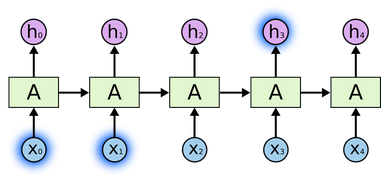 h₀ h₁ h₂ h₃ h₄
A A A A A
x₀ x₁ x₂ x₃ x₄